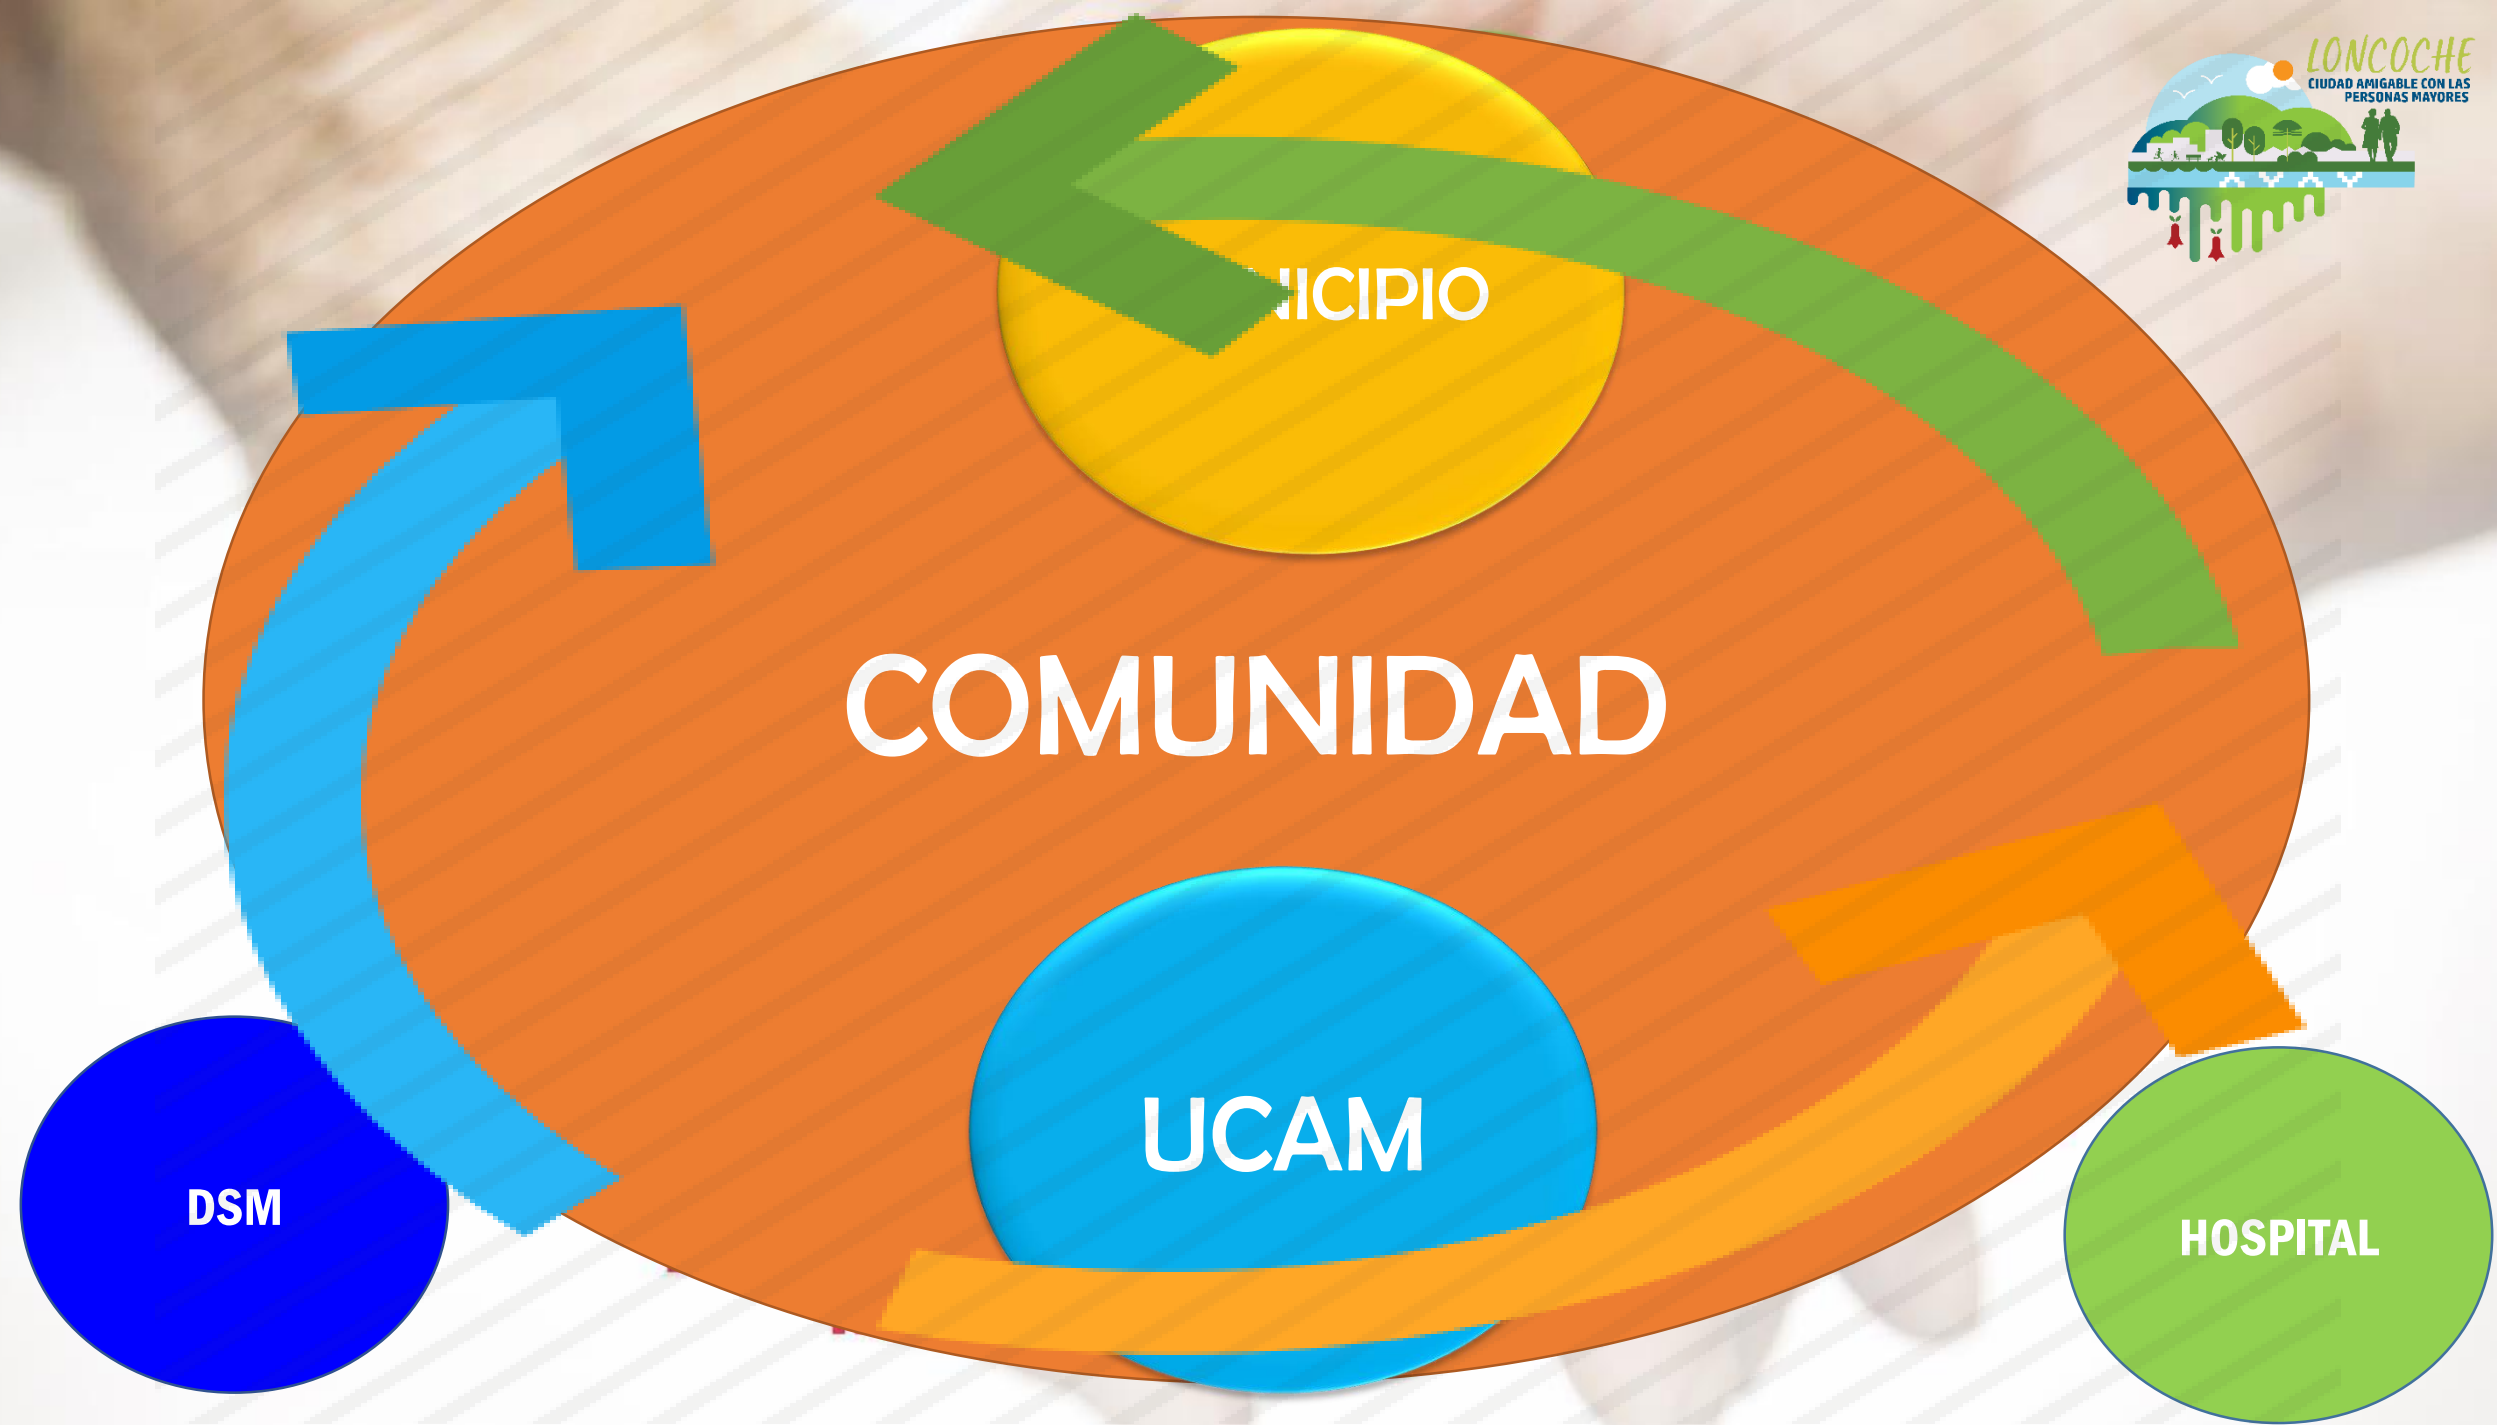 LONCOCHE
CIUDAD AMIGABLE CON LAS
PERSONAS MAYORES
ICIPIO
COMUNIDAD
UCAM
DSM
HOSPITAL